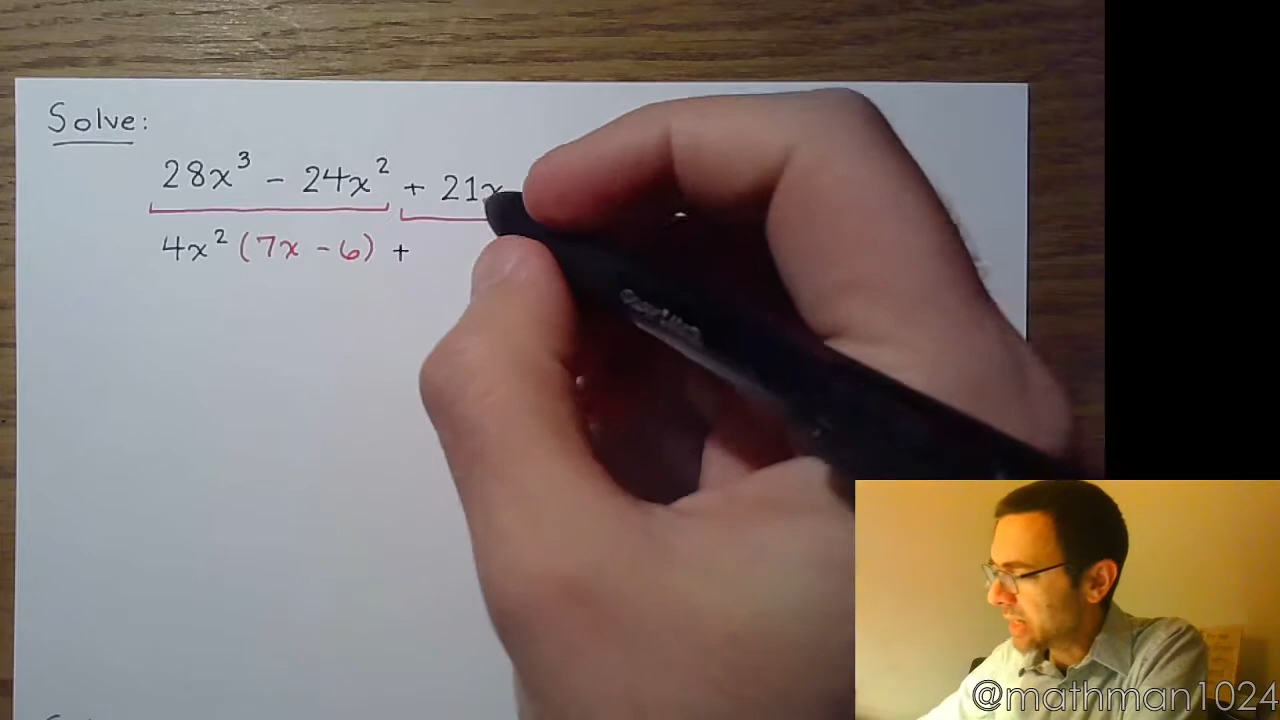 Solve:
28x³ - 24x² + 21x
4x² (7x - 6) +
@mathman1024